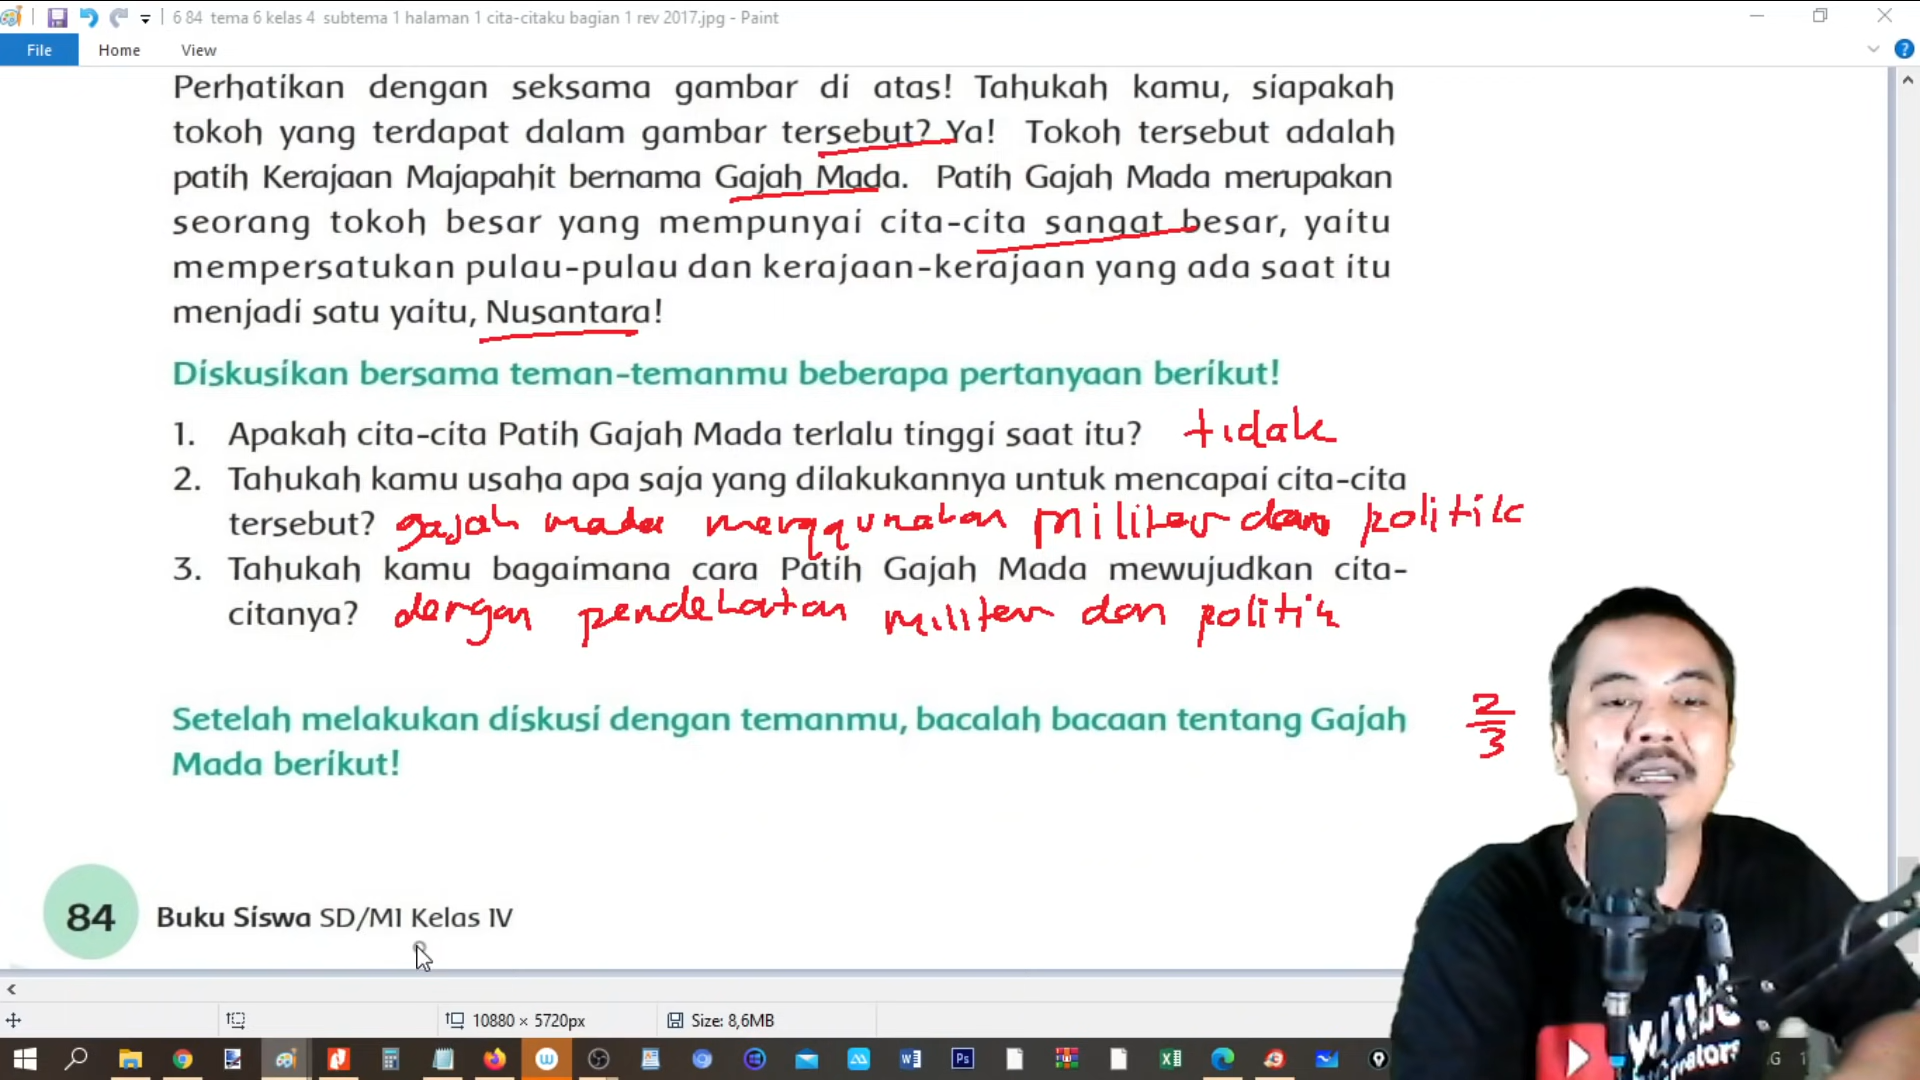 6 84 tema 6 kelas 4 subtema 1 halaman 1 cita-citaku bagian 1 rev 2017.jpg - Paint
File Home View
Perhatikan dengan seksama gambar di atas! Tahukah kamu, siapakah
tokoh yang terdapat dalam gambar tersebut? Ya! Tokoh tersebut adalah
patih Kerajaan Majapahit bernama Gajah Mada. Patih Gajah Mada merupakan
seorang tokoh besar yang mempunyai cita-cita sangat besar, yaitu
mempersatukan pulau-pulau dan kerajaan-kerajaan yang ada saat itu
menjadi satu yaitu, Nusantara!
Diskusikan bersama teman-temanmu beberapa pertanyaan berikut!
1. Apakah cita-cita Patih Gajah Mada terlalu tinggi saat itu? tidak
2. Tahukah kamu usaha apa saja yang dilakukannya untuk mencapai cita-cita
tersebut? gajah mada menggunakan militer dan politik
3. Tahukah kamu bagaimana cara Patih Gajah Mada mewujudkan cita-
citanya? dengan pendekatan militer dan politik
Setelah melakukan diskusi dengan temanmu, bacalah bacaan tentang Gajah
Mada berikut!
2
3
84 Buku Siswa SD/MI Kelas IV
10880 × 5720px Size: 8,6MB